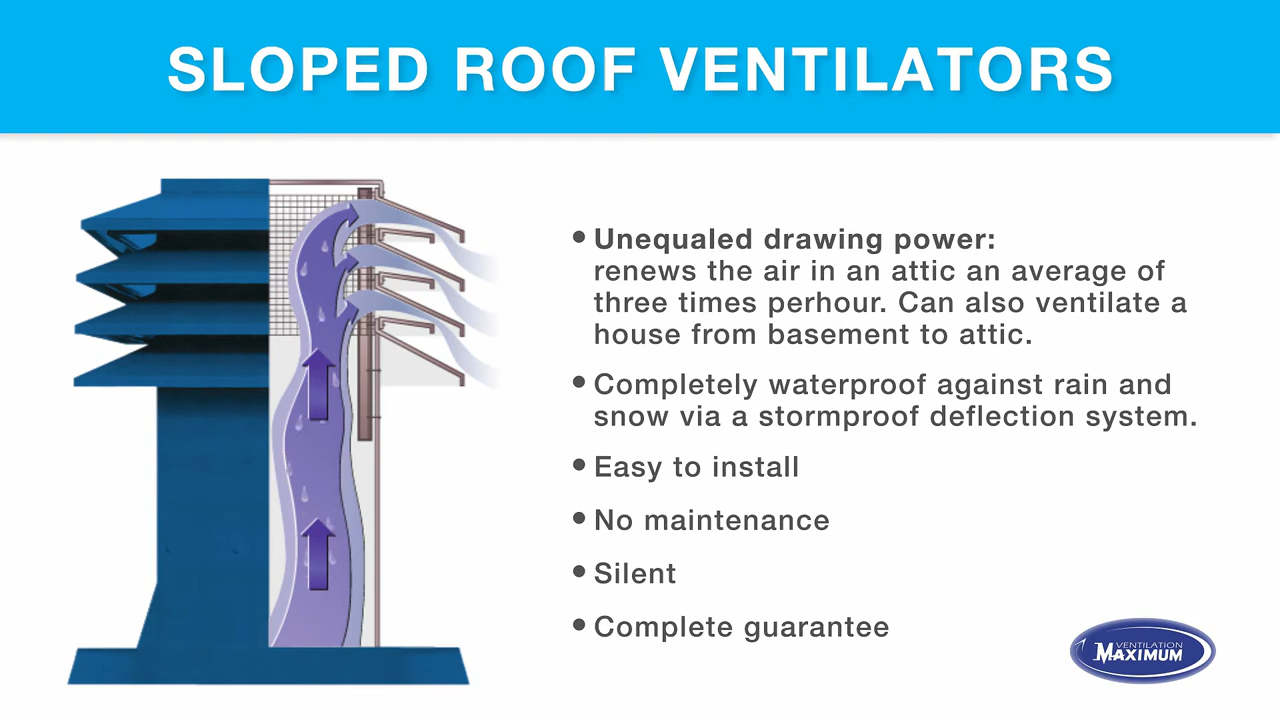 SLOPED ROOF VENTILATORS
• Unequaled drawing power:
renews the air in an attic an average of
three times perhour. Can also ventilate a
house from basement to attic.
• Completely waterproof against rain and
snow via a stormproof deflection system.
• Easy to install
• No maintenance
• Silent
• Complete guarantee
VENTILATION
MAXIMUM